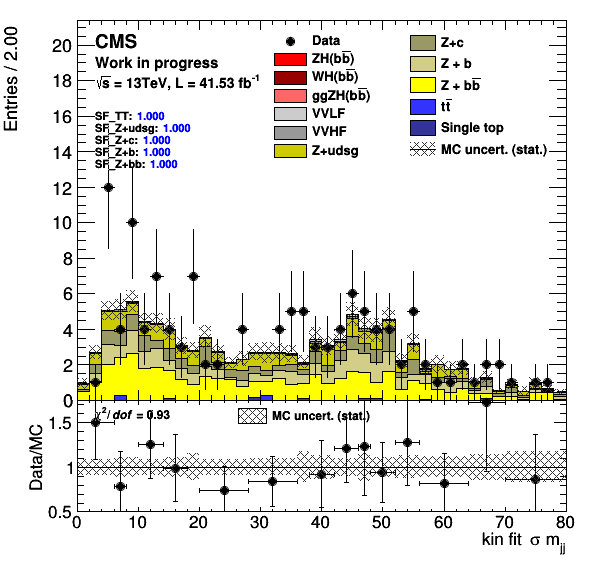 Entries / 2.00
20
18
16
14
12
10
8
6
4
2
0
CMS
Work in progress
√s = 13TeV, L = 41.53 fb⁻¹
SF_TT: 1.000
SF_Z+udsg: 1.000
SF_Z+c: 1.000
SF_Z+b: 1.000
SF_Z+bb: 1.000
Data
ZH(bb̅)
WH(bb̅)
ggZH(bb̅)
VVLF
VVHF
Z+udsg
Z+c
Z + b
Z + bb̅
tt̅
Single top
MC uncert. (stat.)
Data/MC
1.5
1
0.5
χ²/dof = 0.93
MC uncert. (stat.)
0 10 20 30 40 50 60 70 80
kin fit σ mjj